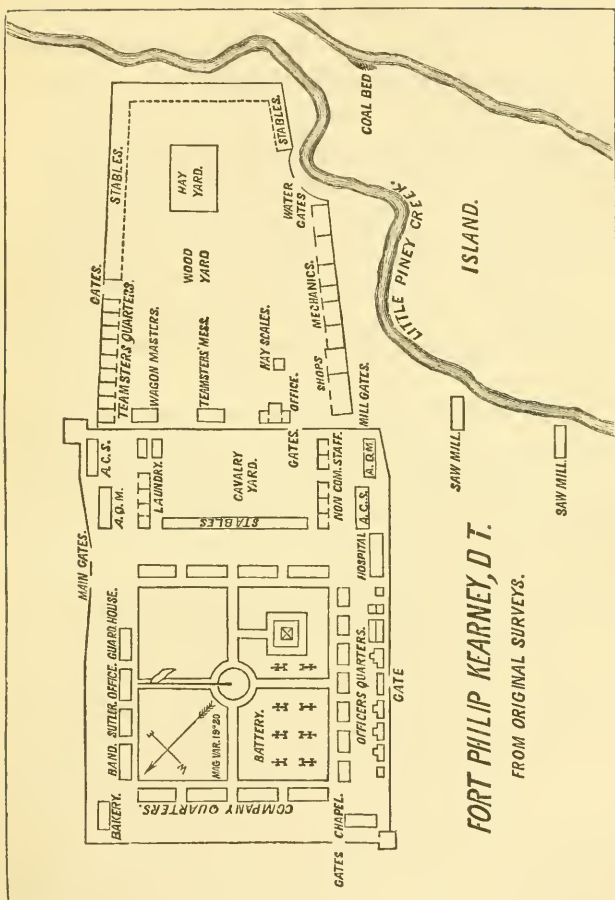 GATES.
STABLES.
TEAMSTERS QUARTERS.
HAY YARD.
STABLES.
WATER GATES
WOOD YARD
WAGON MASTERS.
TEAMSTERS' MESS.
HAY SCALES.
OFFICE.
SHOPS
MECHANICS.
MILL GATES.
COAL BED
LITTLE PINEY CREEK.
ISLAND.
SAW MILL.
SAW MILL.
A.C.S.
A.Q.M.
LAUNDRY.
CAVALRY YARD.
GATES.
STABLES
NON COM. STAFF.
A.C.S.
A.Q.M
HOSPITAL
MAIN GATES.
GUARD HOUSE.
OFFICE.
SUTLER.
BAND.
BAKERY.
N
MAG VAR. 19°20
BATTERY.
COMPANY QUARTERS.
OFFICERS QUARTERS.
GATE
CHAPEL.
GATES
FORT PHILIP KEARNEY, D T.
FROM ORIGINAL SURVEYS.